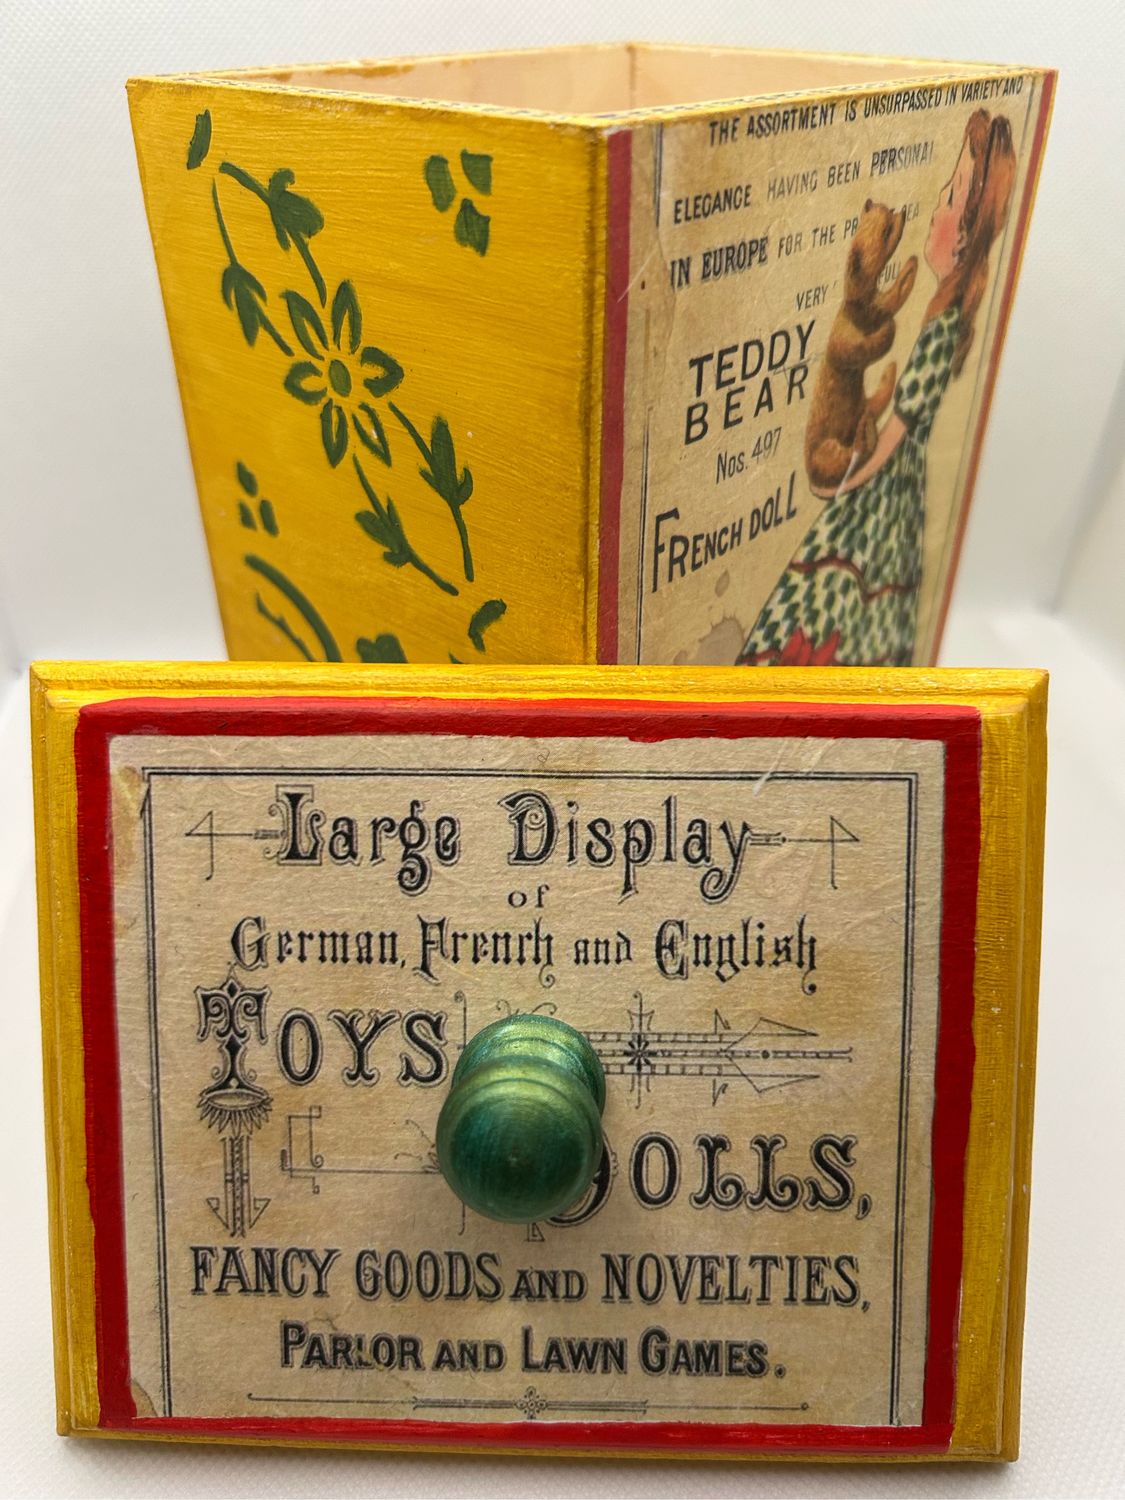 THE ASSORTMENT IS UNSURPASSED IN VARIETY AND
ELEGANCE HAVING BEEN PERSONAL
IN EUROPE FOR THE
VERY
TEDDY
BEAR
Nos. 497
FRENCH DOLL
Large Display
of
German, French and English
TOYS
DOLLS,
FANCY GOODS AND NOVELTIES,
PARLOR AND LAWN GAMES.